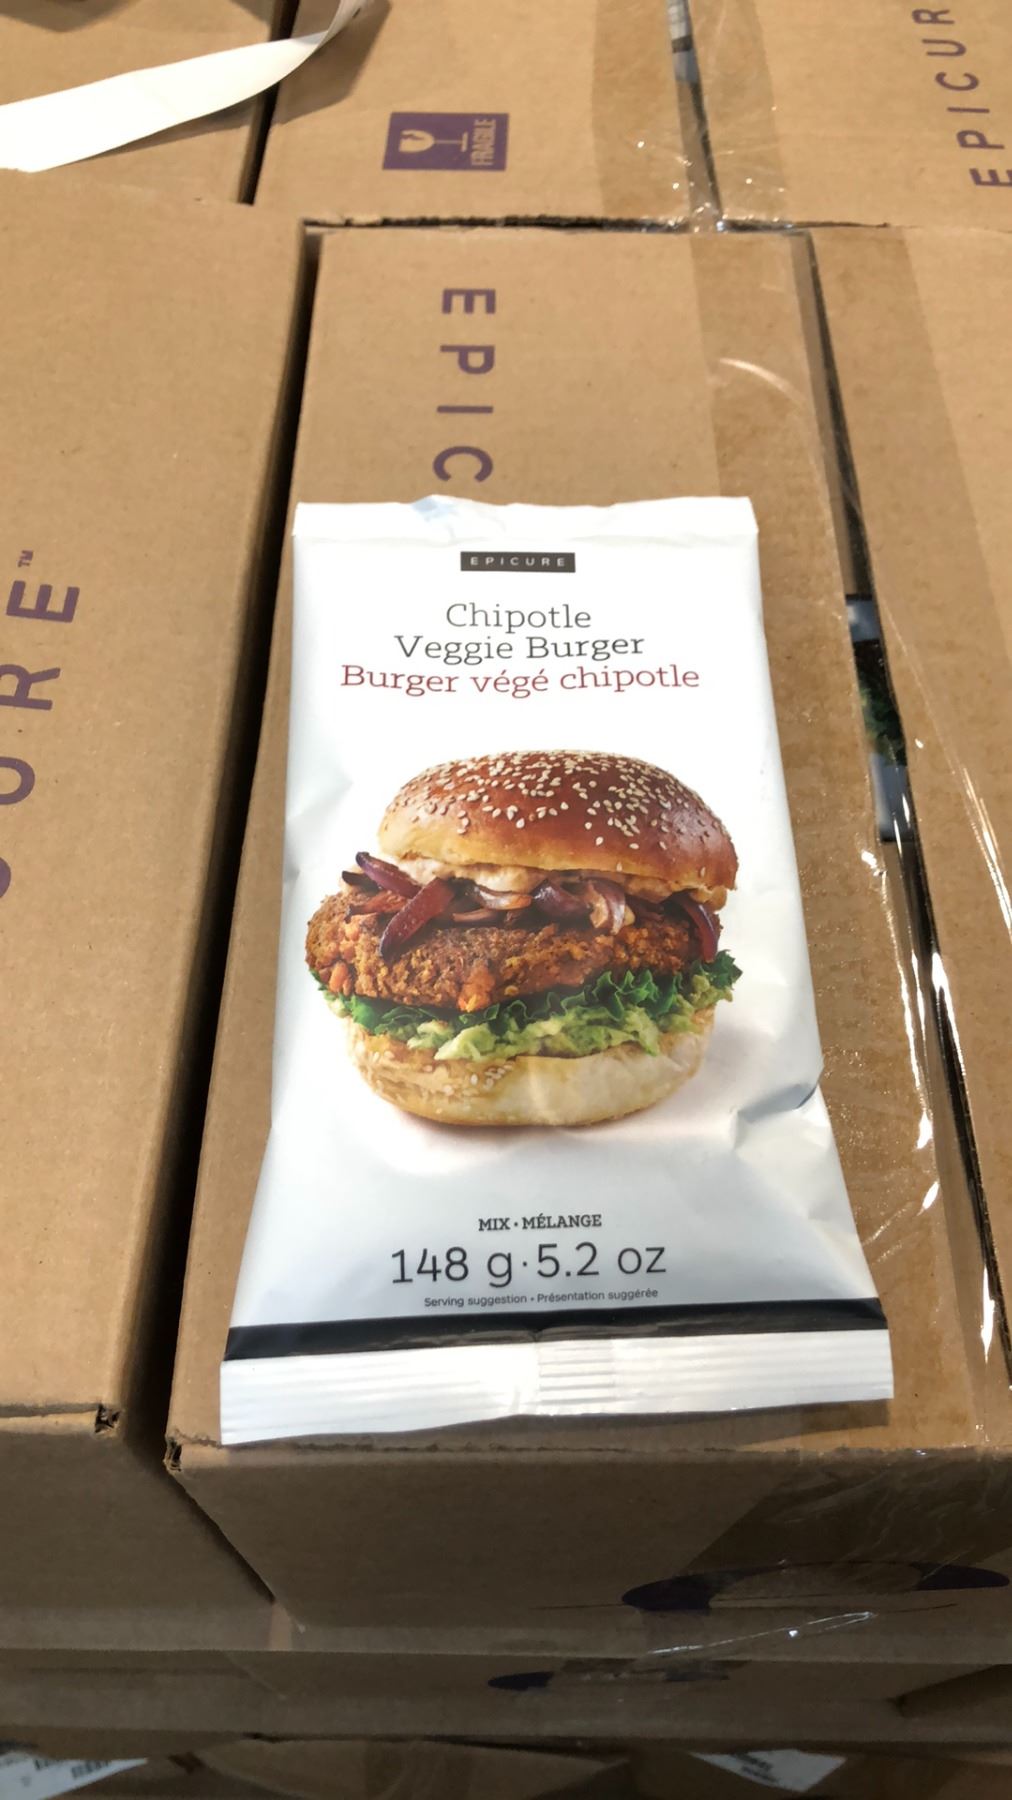 FRAGILE
EPICUR
EPIC
URE™
EPICURE
Chipotle
Veggie Burger
Burger végé chipotle
MIX • MÉLANGE
148 g · 5.2 oz
Serving suggestion • Présentation suggérée